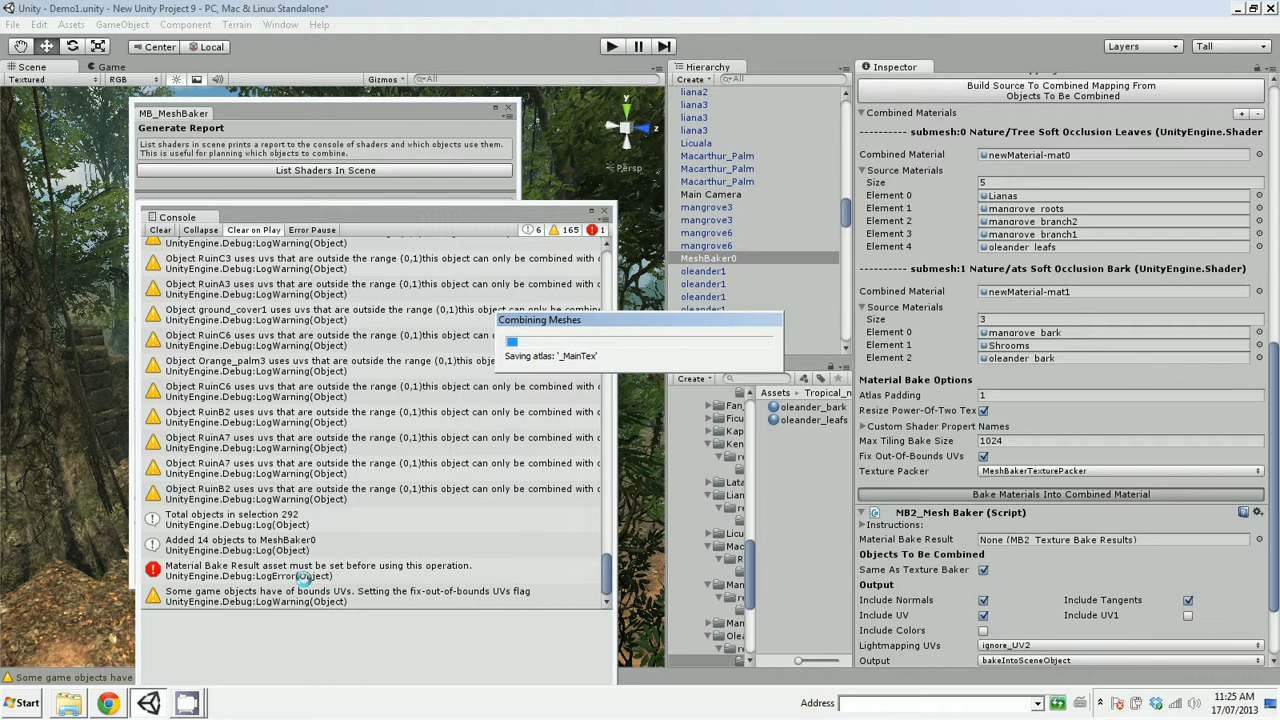 Unity - Demo1.unity - New Unity Project 9 - PC, Mac & Linux Standalone*
File Edit Assets GameObject Component Terrain Window Help
Center Local Layers Tall
Scene Game
Textured RGB Gizmos All
y
z
Persp
MB_MeshBaker
Generate Report
List shaders in scene prints a report to the console of shaders and which objects use them.
This is useful for planning which objects to combine.
List Shaders In Scene
Console
Clear Collapse Clear on Play Error Pause 6 165 1
UnityEngine.Debug:LogWarning(Object)
Object RuinC3 uses uvs that are outside the range (0,1)this object can only be combined with c
UnityEngine.Debug:LogWarning(Object)
Object RuinA3 uses uvs that are outside the range (0,1)this object can only be combined with c
UnityEngine.Debug:LogWarning(Object)
Object ground_cover1 uses uvs that are outside the range (0,1)this object can only be combine
UnityEngine.Debug:LogWarning(Object)
Object RuinC6 uses uvs that are outside the range (0,1)this
UnityEngine.Debug:LogWarning(Object)
Object Orange_palm3 uses uvs that are outside the range (0
UnityEngine.Debug:LogWarning(Object)
Object RuinC6 uses uvs that are outside the range (0,1)this object can only be combined with c
UnityEngine.Debug:LogWarning(Object)
Object RuinB2 uses uvs that are outside the range (0,1)this object can only be combined with c
UnityEngine.Debug:LogWarning(Object)
Object RuinA7 uses uvs that are outside the range (0,1)this object can only be combined with c
UnityEngine.Debug:LogWarning(Object)
Object RuinA7 uses uvs that are outside the range (0,1)this object can only be combined with c
UnityEngine.Debug:LogWarning(Object)
Object RuinB2 uses uvs that are outside the range (0,1)this object can only be combined with c
UnityEngine.Debug:LogWarning(Object)
Total objects in selection 292
UnityEngine.Debug:Log(Object)
Added 14 objects to MeshBaker0
UnityEngine.Debug:Log(Object)
Material Bake Result asset must be set before using this operation.
UnityEngine.Debug:LogError(Object)
Some game objects have of bounds UVs. Setting the fix-out-of-bounds UVs flag
UnityEngine.Debug:LogWarning(Object)
Some game objects have
Combining Meshes
Saving atlas: '_MainTex'
Hierarchy
Create All
liana2
liana3
liana3
liana3
Licuala
Macarthur_Palm
Macarthur_Palm
Macarthur_Palm
Main Camera
mangrove3
mangrove3
mangrove6
mangrove6
MeshBaker0
oleander1
oleander1
oleander1
oleander1
Create
Assets Tropical_n
Fan_
Ficu
Kap
Ken
re
Lata
Lian
re
Licu
Mac
R
Man
re
Mar
Olea
oleander_bark
oleander_leafs
Inspector
Build Source To Combined Mapping From
Objects To Be Combined
Combined Materials + -
---------- submesh:0 Nature/Tree Soft Occlusion Leaves (UnityEngine.Shader
Combined Material newMaterial-mat0
Source Materials
Size 5
Element 0 Lianas
Element 1 mangrove_roots
Element 2 mangrove_branch2
Element 3 mangrove_branch1
Element 4 oleander_leafs
---------- submesh:1 Nature/ats Soft Occlusion Bark (UnityEngine.Shader)
Combined Material newMaterial-mat1
Source Materials
Size 3
Element 0 mangrove_bark
Element 1 Shrooms
Element 2 oleander_bark
Material Bake Options
Atlas Padding 1
Resize Power-Of-Two Tex
Custom Shader Propert Names
Max Tiling Bake Size 1024
Fix Out-Of-Bounds UVs
Texture Packer MeshBakerTexturePacker
Bake Materials Into Combined Material
MB2_Mesh Baker (Script)
Instructions:
Material Bake Result None (MB2_Texture Bake Results)
Objects To Be Combined
Same As Texture Baker
Output
Include Normals Include Tangents
Include UV Include UV1
Include Colors
Lightmapping UVs ignore_UV2
Output bakeIntoSceneObject
Start Address 11:25 AM
17/07/2013